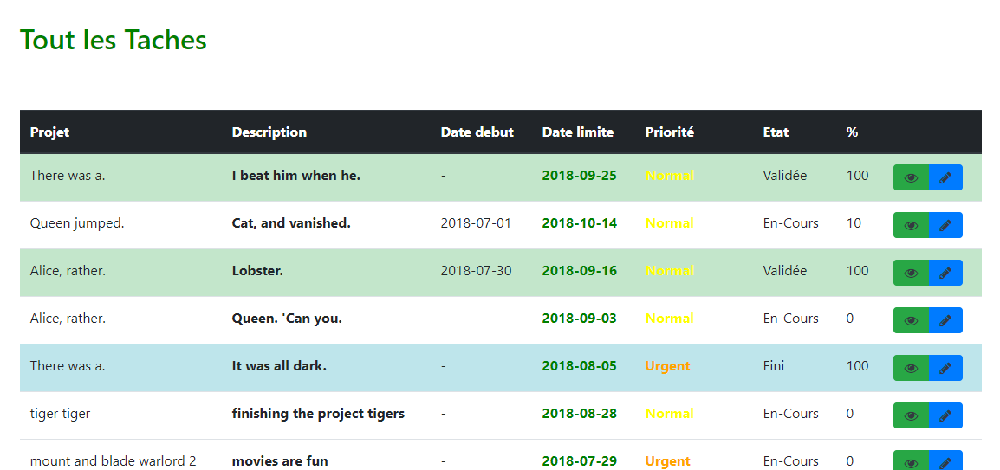 Tout les Taches
Projet Description Date debut Date limite Priorité Etat %
There was a. I beat him when he. - 2018-09-25 Normal Validée 100
Queen jumped. Cat, and vanished. 2018-07-01 2018-10-14 Normal En-Cours 10
Alice, rather. Lobster. 2018-07-30 2018-09-16 Normal Validée 100
Alice, rather. Queen. 'Can you. - 2018-09-03 Normal En-Cours 0
There was a. It was all dark. - 2018-08-05 Urgent Fini 100
tiger tiger finishing the project tigers - 2018-08-28 Normal En-Cours 0
mount and blade warlord 2 movies are fun - 2018-07-29 Urgent En-Cours 0